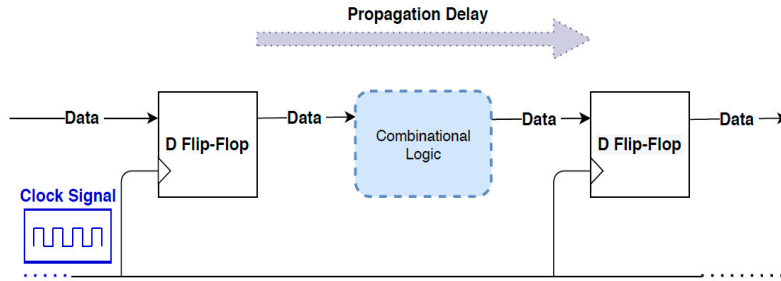 Propagation Delay
Data
D Flip-Flop
Data
Combinational
Logic
Data
D Flip-Flop
Data
Clock Signal